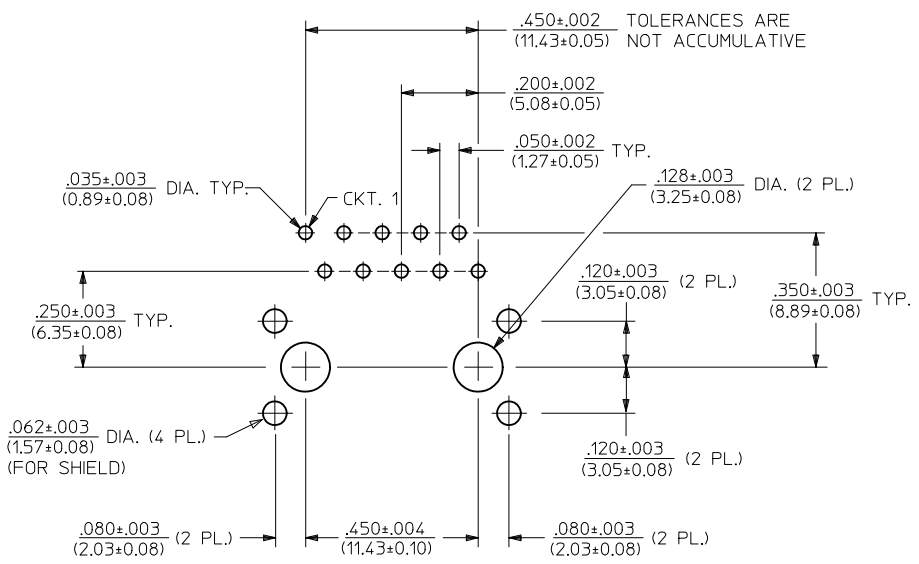 .450±.002 TOLERANCES ARE
(11.43±0.05) NOT ACCUMULATIVE
.200±.002
(5.08±0.05)
.050±.002 TYP.
(1.27±0.05)
.035±.003 DIA. TYP.
(0.89±0.08)
CKT. 1
.128±.003 DIA. (2 PL.)
(3.25±0.08)
.120±.003 (2 PL.)
(3.05±0.08)
.350±.003 TYP.
(8.89±0.08)
.250±.003 TYP.
(6.35±0.08)
.062±.003 DIA. (4 PL.)
(1.57±0.08)
(FOR SHIELD)
.120±.003 (2 PL.)
(3.05±0.08)
.080±.003 (2 PL.)
(2.03±0.08)
.450±.004
(11.43±0.10)
.080±.003 (2 PL.)
(2.03±0.08)